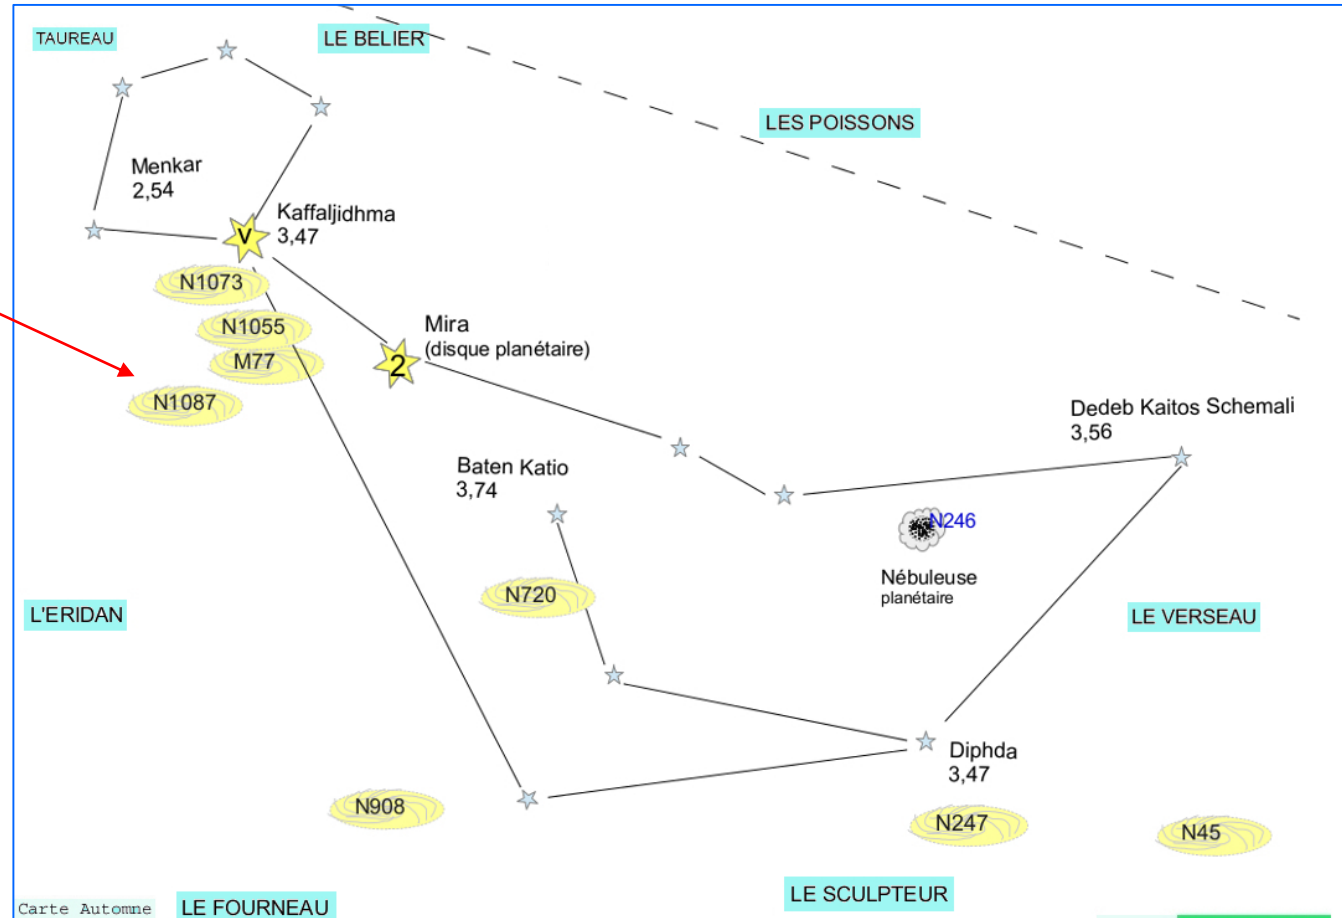 TAUREAU
LE BELIER
LES POISSONS
Menkar
2,54
Kaffaljidhma
3,47
V
N1073
N1055
M77
N1087
Mira
(disque planétaire)
2
Dedeb Kaitos Schemali
3,56
Baten Katio
3,74
N246
Nébuleuse
planétaire
N720
L'ERIDAN
LE VERSEAU
Diphda
3,47
N908
N247
N45
LE SCULPTEUR
Carte Automne
LE FOURNEAU